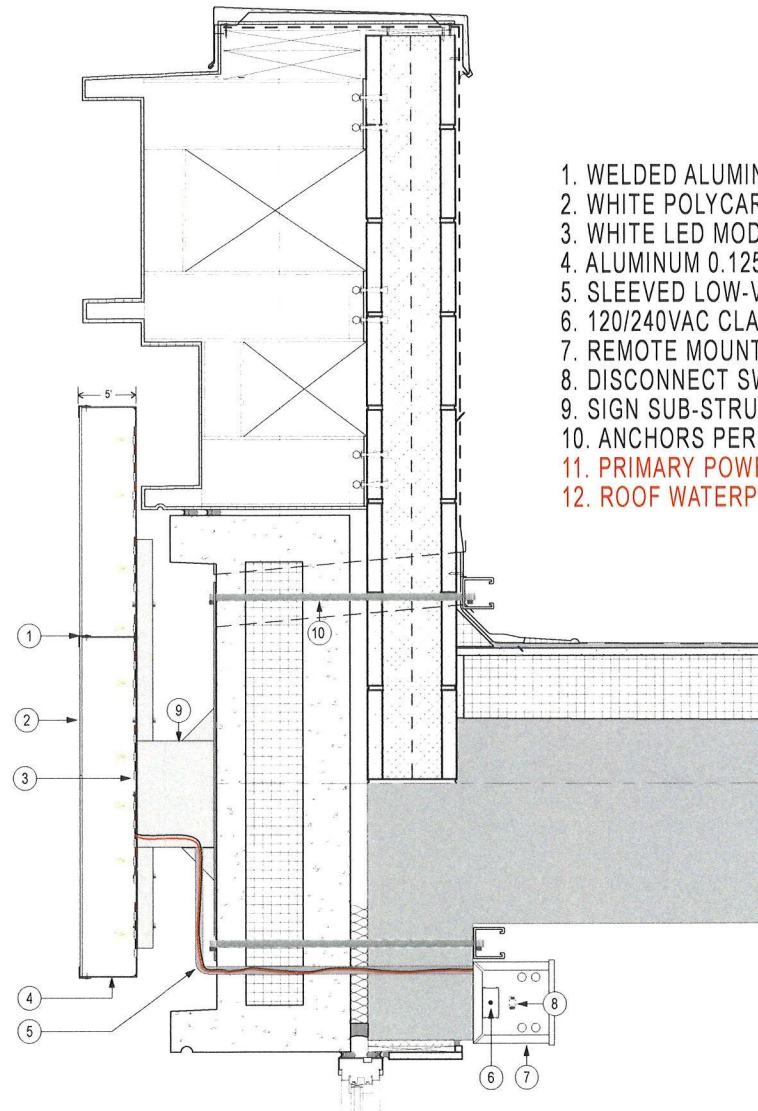 1. WELDED ALUMIN
2. WHITE POLYCAR
3. WHITE LED MOD
4. ALUMINUM 0.125
5. SLEEVED LOW-V
6. 120/240VAC CLA
7. REMOTE MOUNT
8. DISCONNECT SW
9. SIGN SUB-STRU
10. ANCHORS PER
11. PRIMARY POWE
12. ROOF WATERP
5'
1
10
2
9
3
4
5
8
6
7